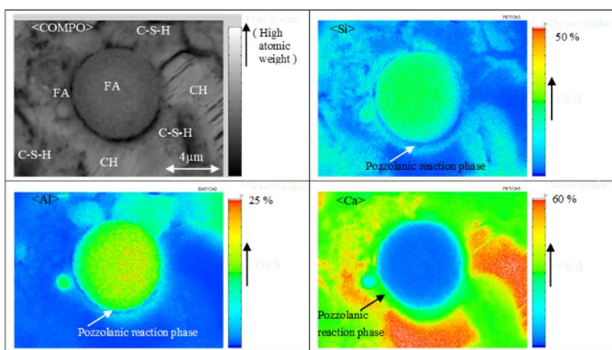 <COMPO>
C-S-H
( High
atomic
weight )
FA
FA
CH
C-S-H
C-S-H
CH
4μm
<Si>
50 %
Pozzolanic reaction phase
<Al>
25 %
Pozzolanic reaction phase
<Ca>
60 %
Pozzolanic
reaction phase